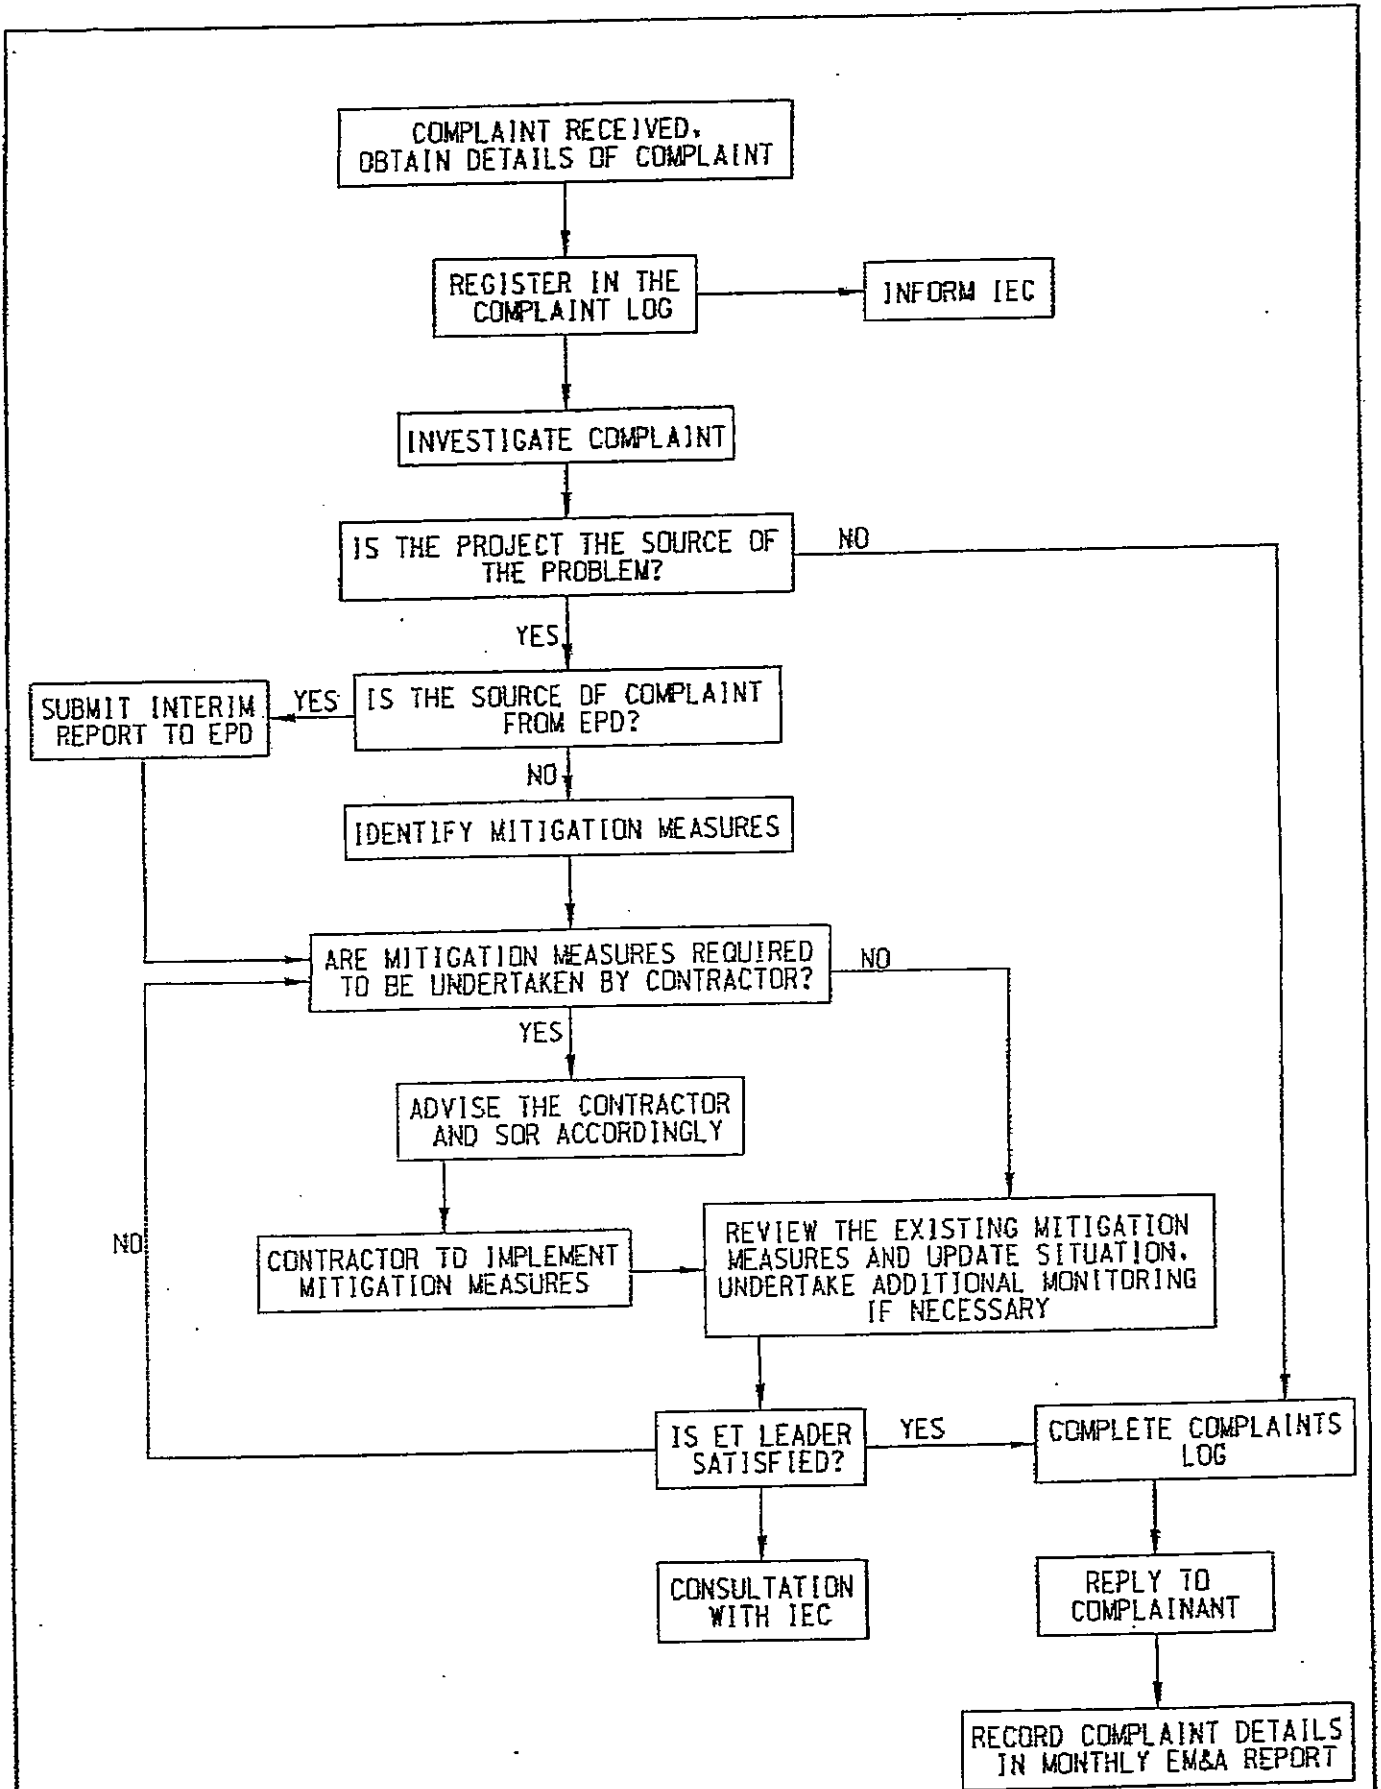 COMPLAINT RECEIVED,
OBTAIN DETAILS OF COMPLAINT
REGISTER IN THE
COMPLAINT LOG
INFORM IEC
INVESTIGATE COMPLAINT
IS THE PROJECT THE SOURCE OF
THE PROBLEM?
NO
YES
IS THE SOURCE OF COMPLAINT
FROM EPD?
YES
SUBMIT INTERIM
REPORT TO EPD
NO
IDENTIFY MITIGATION MEASURES
ARE MITIGATION MEASURES REQUIRED
TO BE UNDERTAKEN BY CONTRACTOR?
NO
YES
ADVISE THE CONTRACTOR
AND SOR ACCORDINGLY
CONTRACTOR TO IMPLEMENT
MITIGATION MEASURES
REVIEW THE EXISTING MITIGATION
MEASURES AND UPDATE SITUATION.
UNDERTAKE ADDITIONAL MONITORING
IF NECESSARY
NO
IS ET LEADER
SATISFIED?
YES
COMPLETE COMPLAINTS
LOG
CONSULTATION
WITH IEC
REPLY TO
COMPLAINANT
RECORD COMPLAINT DETAILS
IN MONTHLY EM&A REPORT